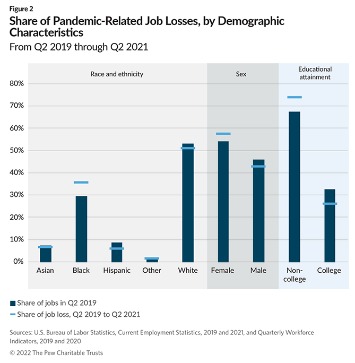 Figure 2
Share of Pandemic-Related Job Losses, by Demographic
Characteristics
From Q2 2019 through Q2 2021
Race and ethnicity
Sex
Educational
attainment
80%
70%
60%
50%
40%
30%
20%
10%
0%
Asian
Black
Hispanic
Other
White
Female
Male
Non-
college
College
Share of jobs in Q2 2019
Share of job loss, Q2 2019 to Q2 2021
Sources: U.S. Bureau of Labor Statistics, Current Employment Statistics, 2019 and 2021, and Quarterly Workforce
Indicators, 2019 and 2020
© 2022 The Pew Charitable Trusts